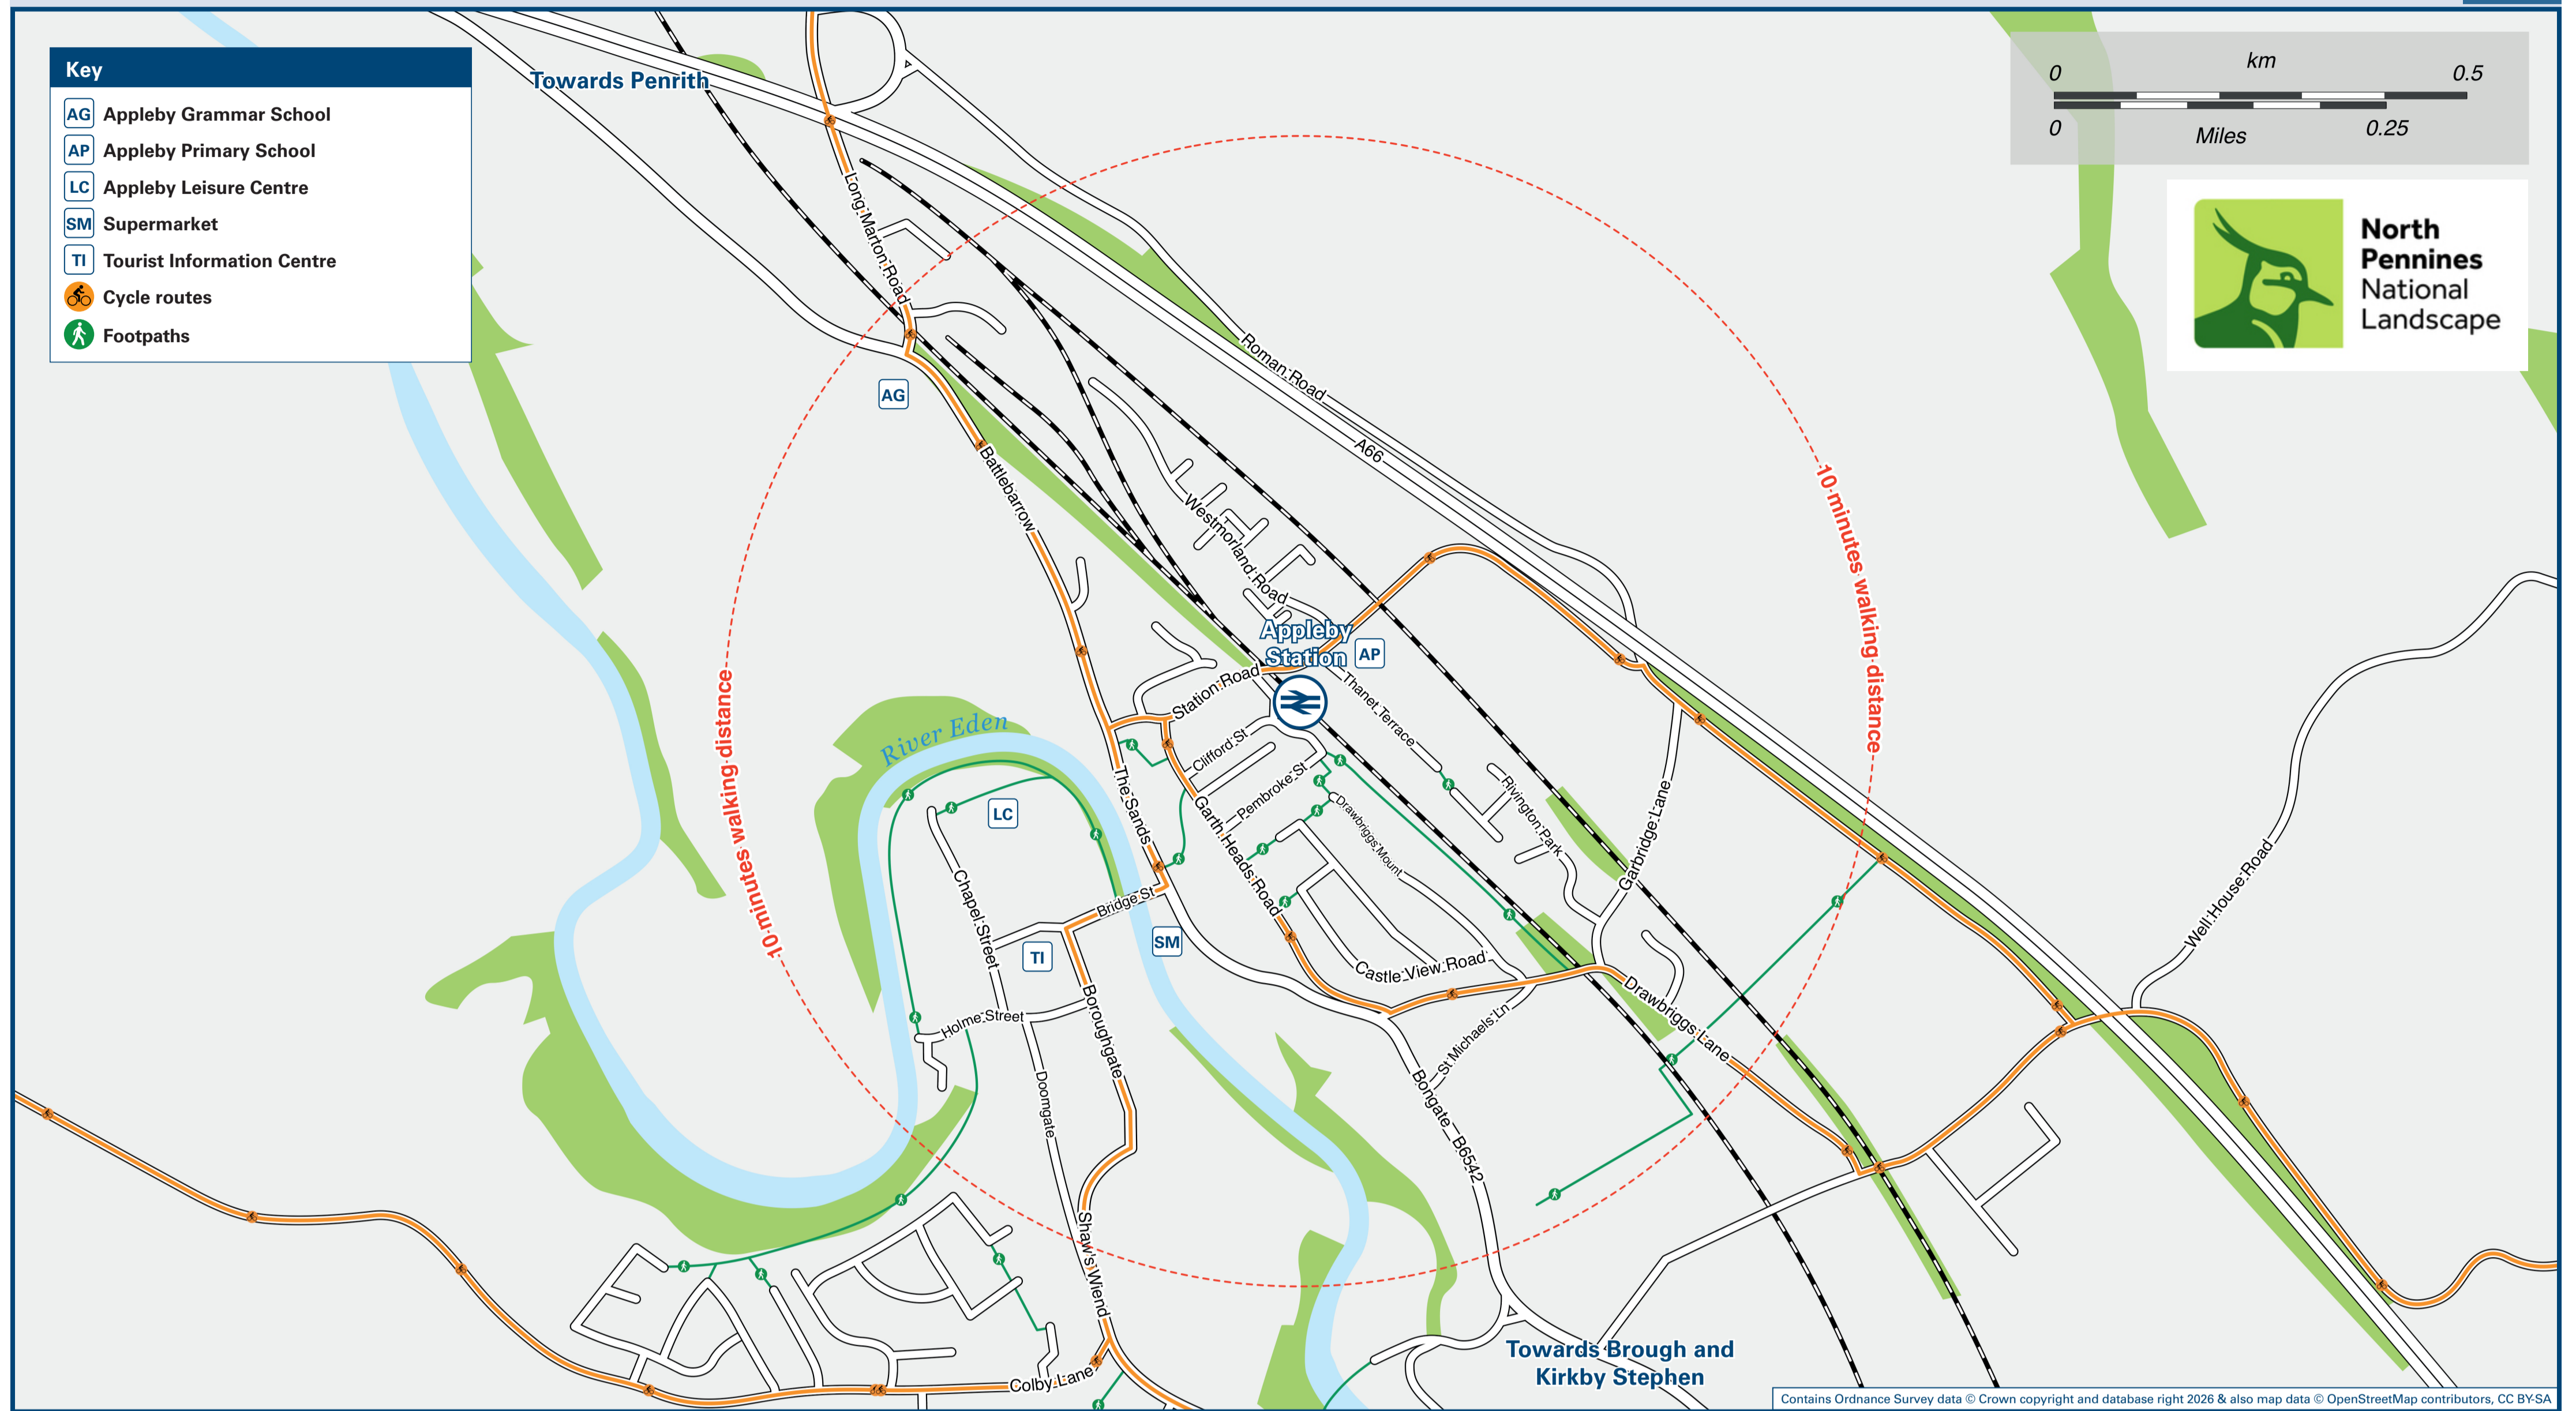 Key
AG Appleby Grammar School
AP Appleby Primary School
LC Appleby Leisure Centre
SM Supermarket
TI Tourist Information Centre
Cycle routes
Footpaths
Towards Penrith
km
0 0.5
0 0.25
Miles
North
Pennines
National
Landscape
Long Marton Road
Roman Road
A66
AG
Battlebarrow
Westmorland Road
10 minutes walking distance
Appleby
Station
AP
Station Road
Thanet Terrace
River Eden
10 minutes walking distance
Clifford St
Pembroke St
The Sands
Garth Heads Road
Drawbriggs Mount
Rivington Park
Garbridge Lane
LC
Chapel Street
Bridge St
SM
TI
Well House Road
Castle View Road
Drawbriggs Lane
Holme Street
Boroughgate
St Michaels Ln
Doomgate
Bongate - B6542
Shaw's Wiend
Colby Lane
Towards Brough and
Kirkby Stephen
Contains Ordnance Survey data © Crown copyright and database right 2026 & also map data © OpenStreetMap contributors, CC BY-SA